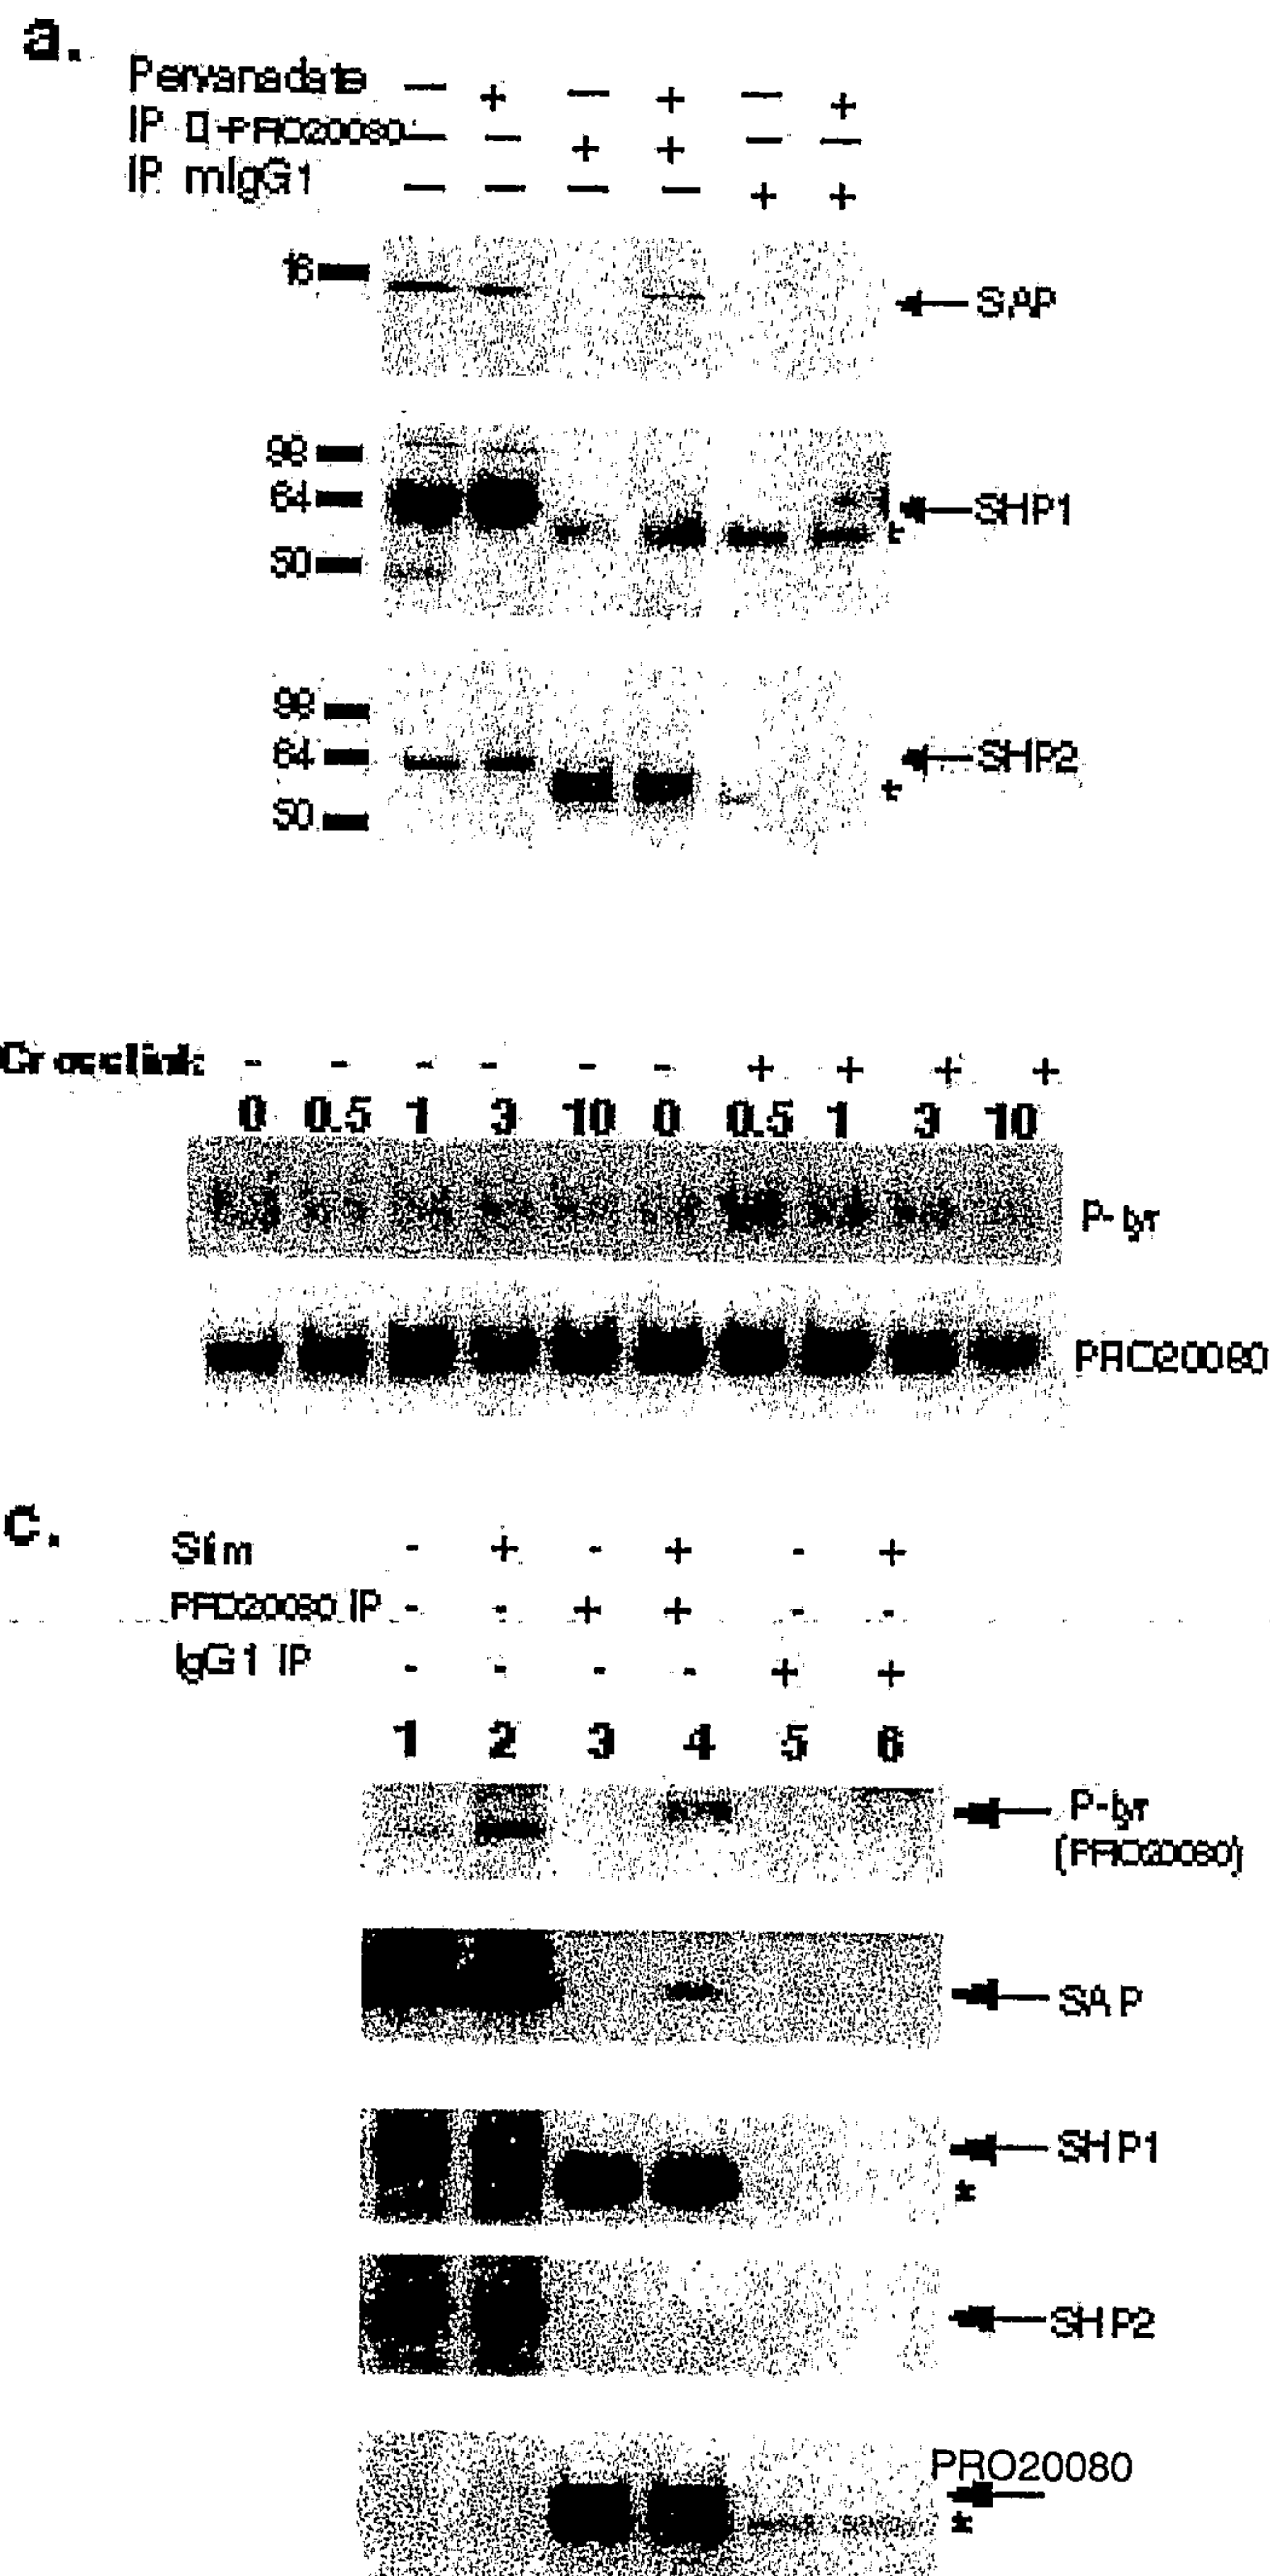 a.
Pervanadate − + − + − +
IP □-PRO20080 − − + + − −
IP mIgG1 − − − − + +
16
SAP
98
64
SHP1
50
*
98
64
SHP2
50
*
Crosslink: - - - - - - + + + +
0 0.5 1 3 10 0 0.5 1 3 10
P-tyr
PRO20080
c.
Stim - + - + - +
PRO20080 IP - - + + - -
IgG1 IP - - - - + +
1 2 3 4 5 6
P-tyr
(PRO20080)
SAP
SHP1
*
SHP2
PRO20080
*